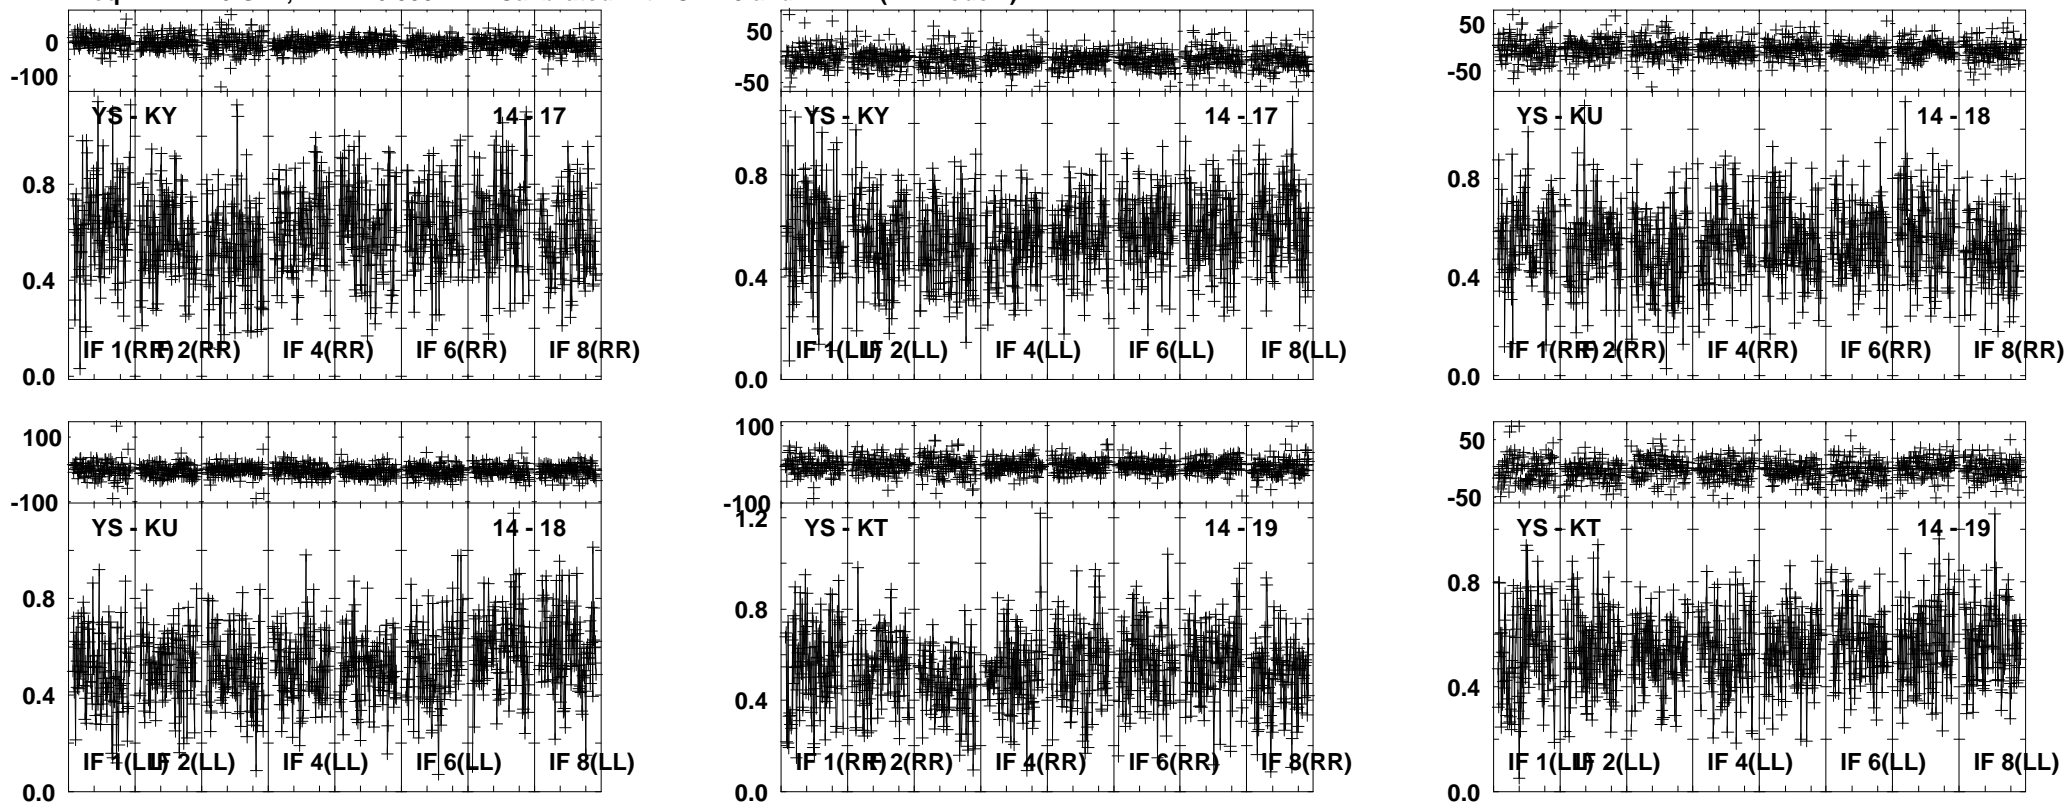 0
-100
YS - KY 14 - 17
0.8
0.4
0.0
IF 1(RR) IF 2(RR) IF 4(RR) IF 6(RR) IF 8(RR)
50
-50
YS - KY 14 - 17
0.8
0.4
0.0
IF 1(LL) IF 2(LL) IF 4(LL) IF 6(LL) IF 8(LL)
50
-50
YS - KU 14 - 18
0.8
0.4
0.0
IF 1(RR) IF 2(RR) IF 4(RR) IF 6(RR) IF 8(RR)
100
-100
YS - KU 14 - 18
0.8
0.4
0.0
IF 1(LL) IF 2(LL) IF 4(LL) IF 6(LL) IF 8(LL)
100
-100
1.2
YS - KT 14 - 19
0.8
0.4
0.0
IF 1(RR) IF 2(RR) IF 4(RR) IF 6(RR) IF 8(RR)
50
-50
YS - KT 14 - 19
0.8
0.4
0.0
IF 1(LL) IF 2(LL) IF 4(LL) IF 6(LL) IF 8(LL)